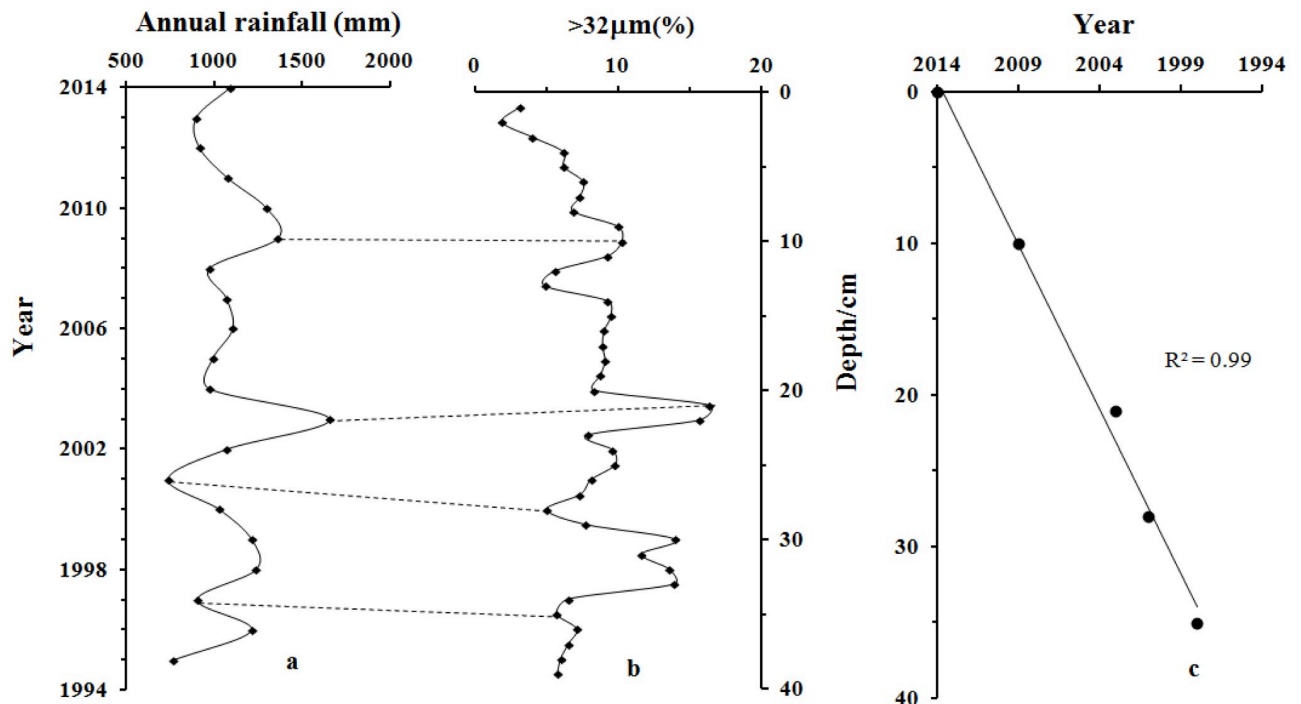 Annual rainfall (mm)
500 1000 1500 2000
2014
2010
2006
2002
1998
1994
Year
a
>32μm(%)
0 10 20
0
10
20
30
40
Depth/cm
b
Year
2014 2009 2004 1999 1994
0
10
20
30
40
R² = 0.99
c